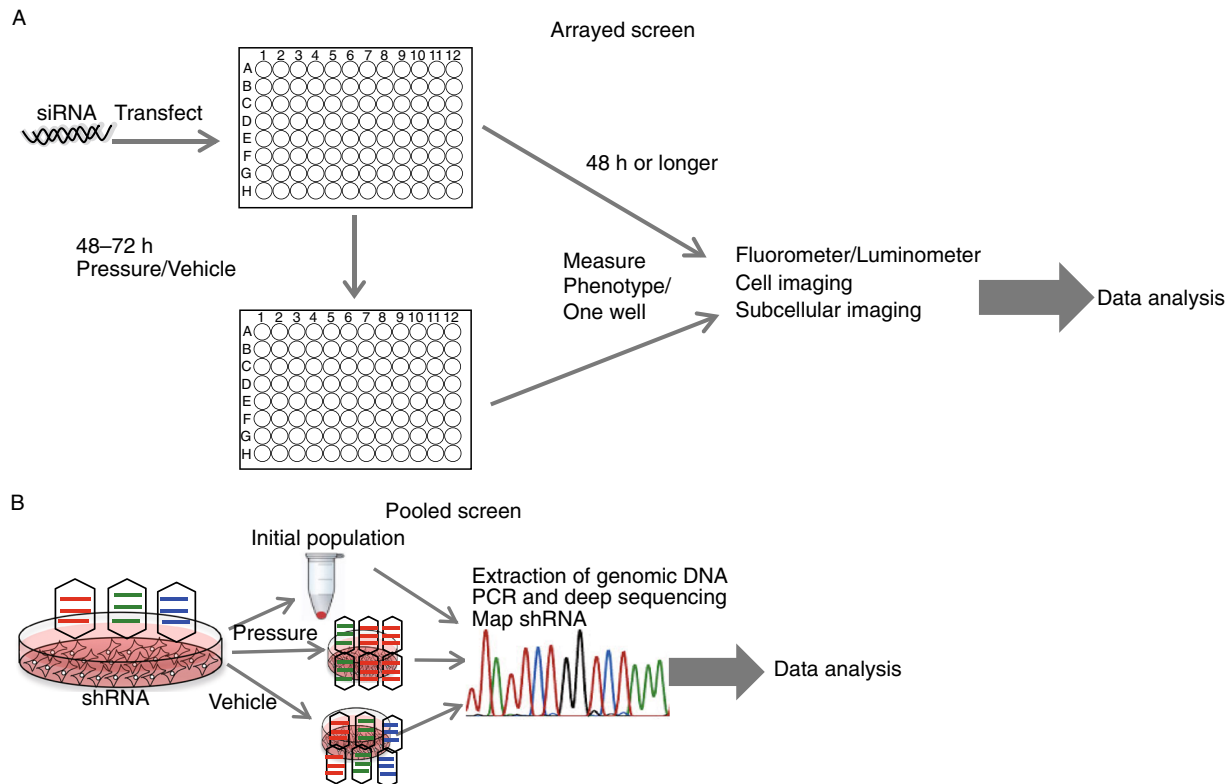 A
Arrayed screen
siRNA
Transfect
1 2 3 4 5 6 7 8 9 10 11 12
A
B
C
D
E
F
G
H
48 h or longer
48–72 h
Pressure/Vehicle
Measure
Phenotype/
One well
Fluorometer/Luminometer
Cell imaging
Subcellular imaging
Data analysis
1 2 3 4 5 6 7 8 9 10 11 12
A
B
C
D
E
F
G
H
B
Pooled screen
Initial population
Extraction of genomic DNA
PCR and deep sequencing
Map shRNA
Pressure
Vehicle
shRNA
Data analysis